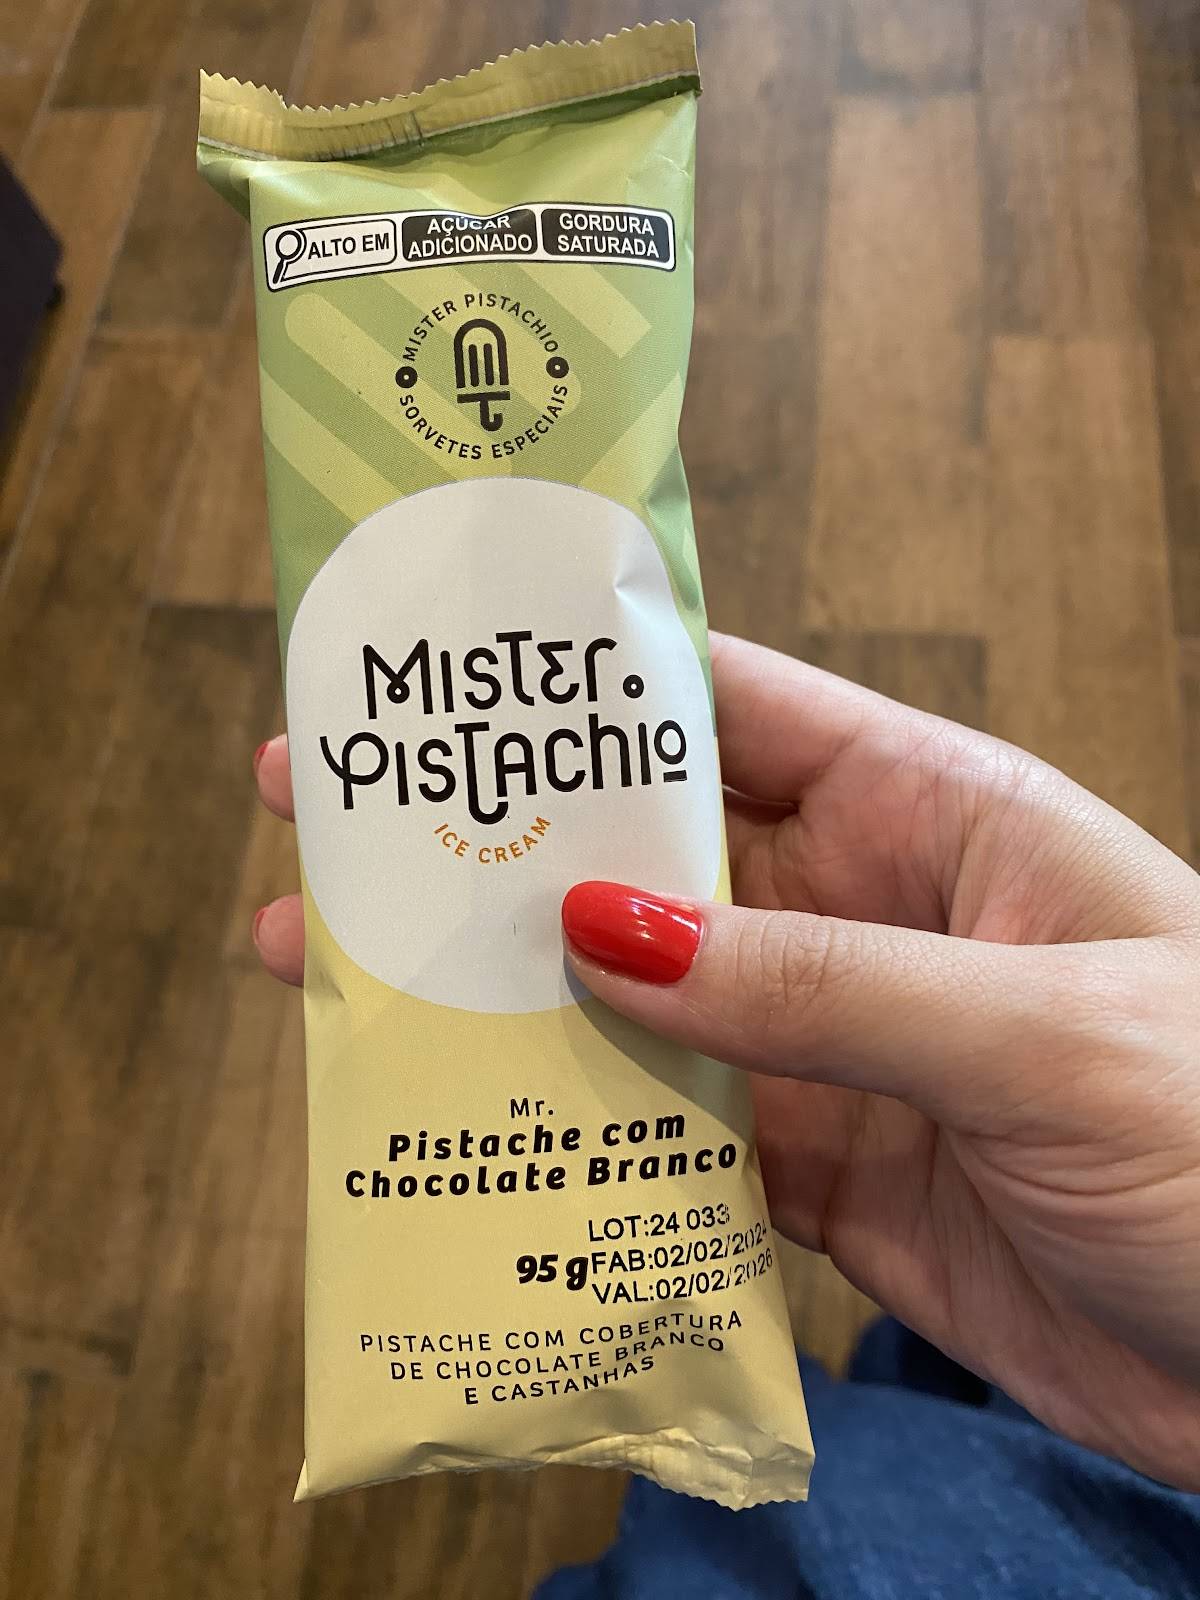 ALTO EM
AÇÚCAR
ADICIONADO
GORDURA
SATURADA
MISTER PISTACHIO
SORVETES ESPECIAIS
MISTER.
PISTACHIO
ICE CREAM
Mr.
Pistache com
Chocolate Branco
LOT:24 033
95 g
FAB:02/02/2024
VAL:02/02/2026
PISTACHE COM COBERTURA
DE CHOCOLATE BRANCO
E CASTANHAS